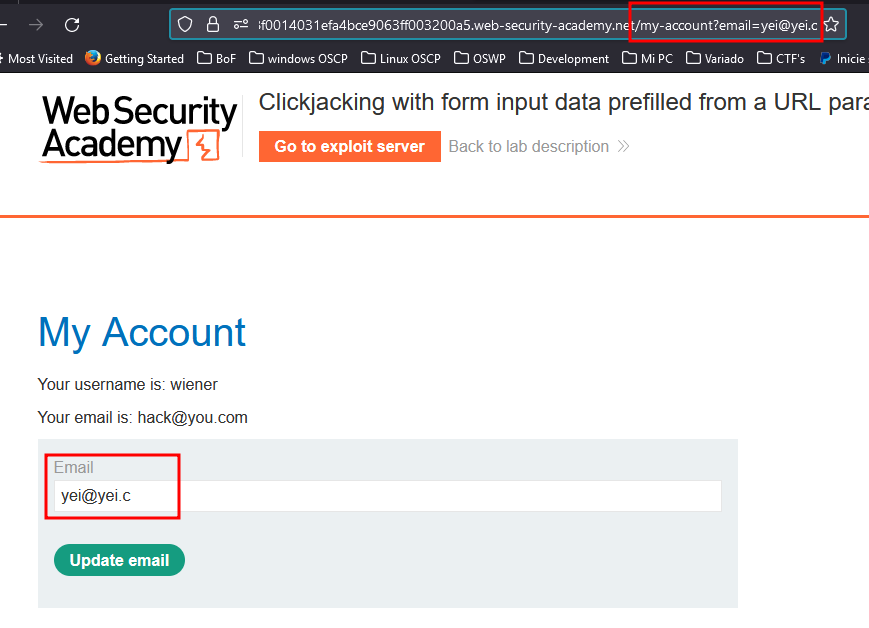 if0014031efa4bce9063ff003200a5.web-security-academy.net/my-account?email=yei@yei.c
Most Visited Getting Started BoF windows OSCP Linux OSCP OSWP Development Mi PC Variado CTF's Inicie
Web Security
Academy
Clickjacking with form input data prefilled from a URL para
Go to exploit server Back to lab description
My Account
Your username is: wiener
Your email is: hack@you.com
Email
yei@yei.c
Update email